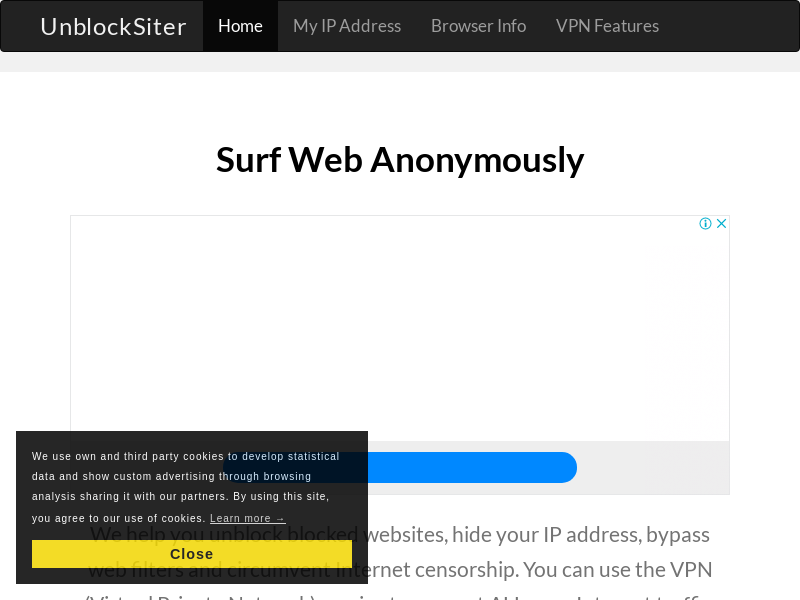 UnblockSiter Home My IP Address Browser Info VPN Features
Surf Web Anonymously
We use own and third party cookies to develop statistical
data and show custom advertising through browsing
analysis sharing it with our partners. By using this site,
you agree to our use of cookies. Learn more →
Close
We help you unblock blocked websites, hide your IP address, bypass
web filters and circumvent Internet censorship. You can use the VPN